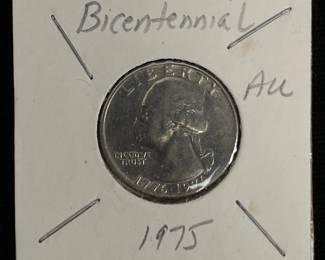 Bicentennial
AU
LIBERTY
IN GOD WE
TRUST
1776-1976
1975